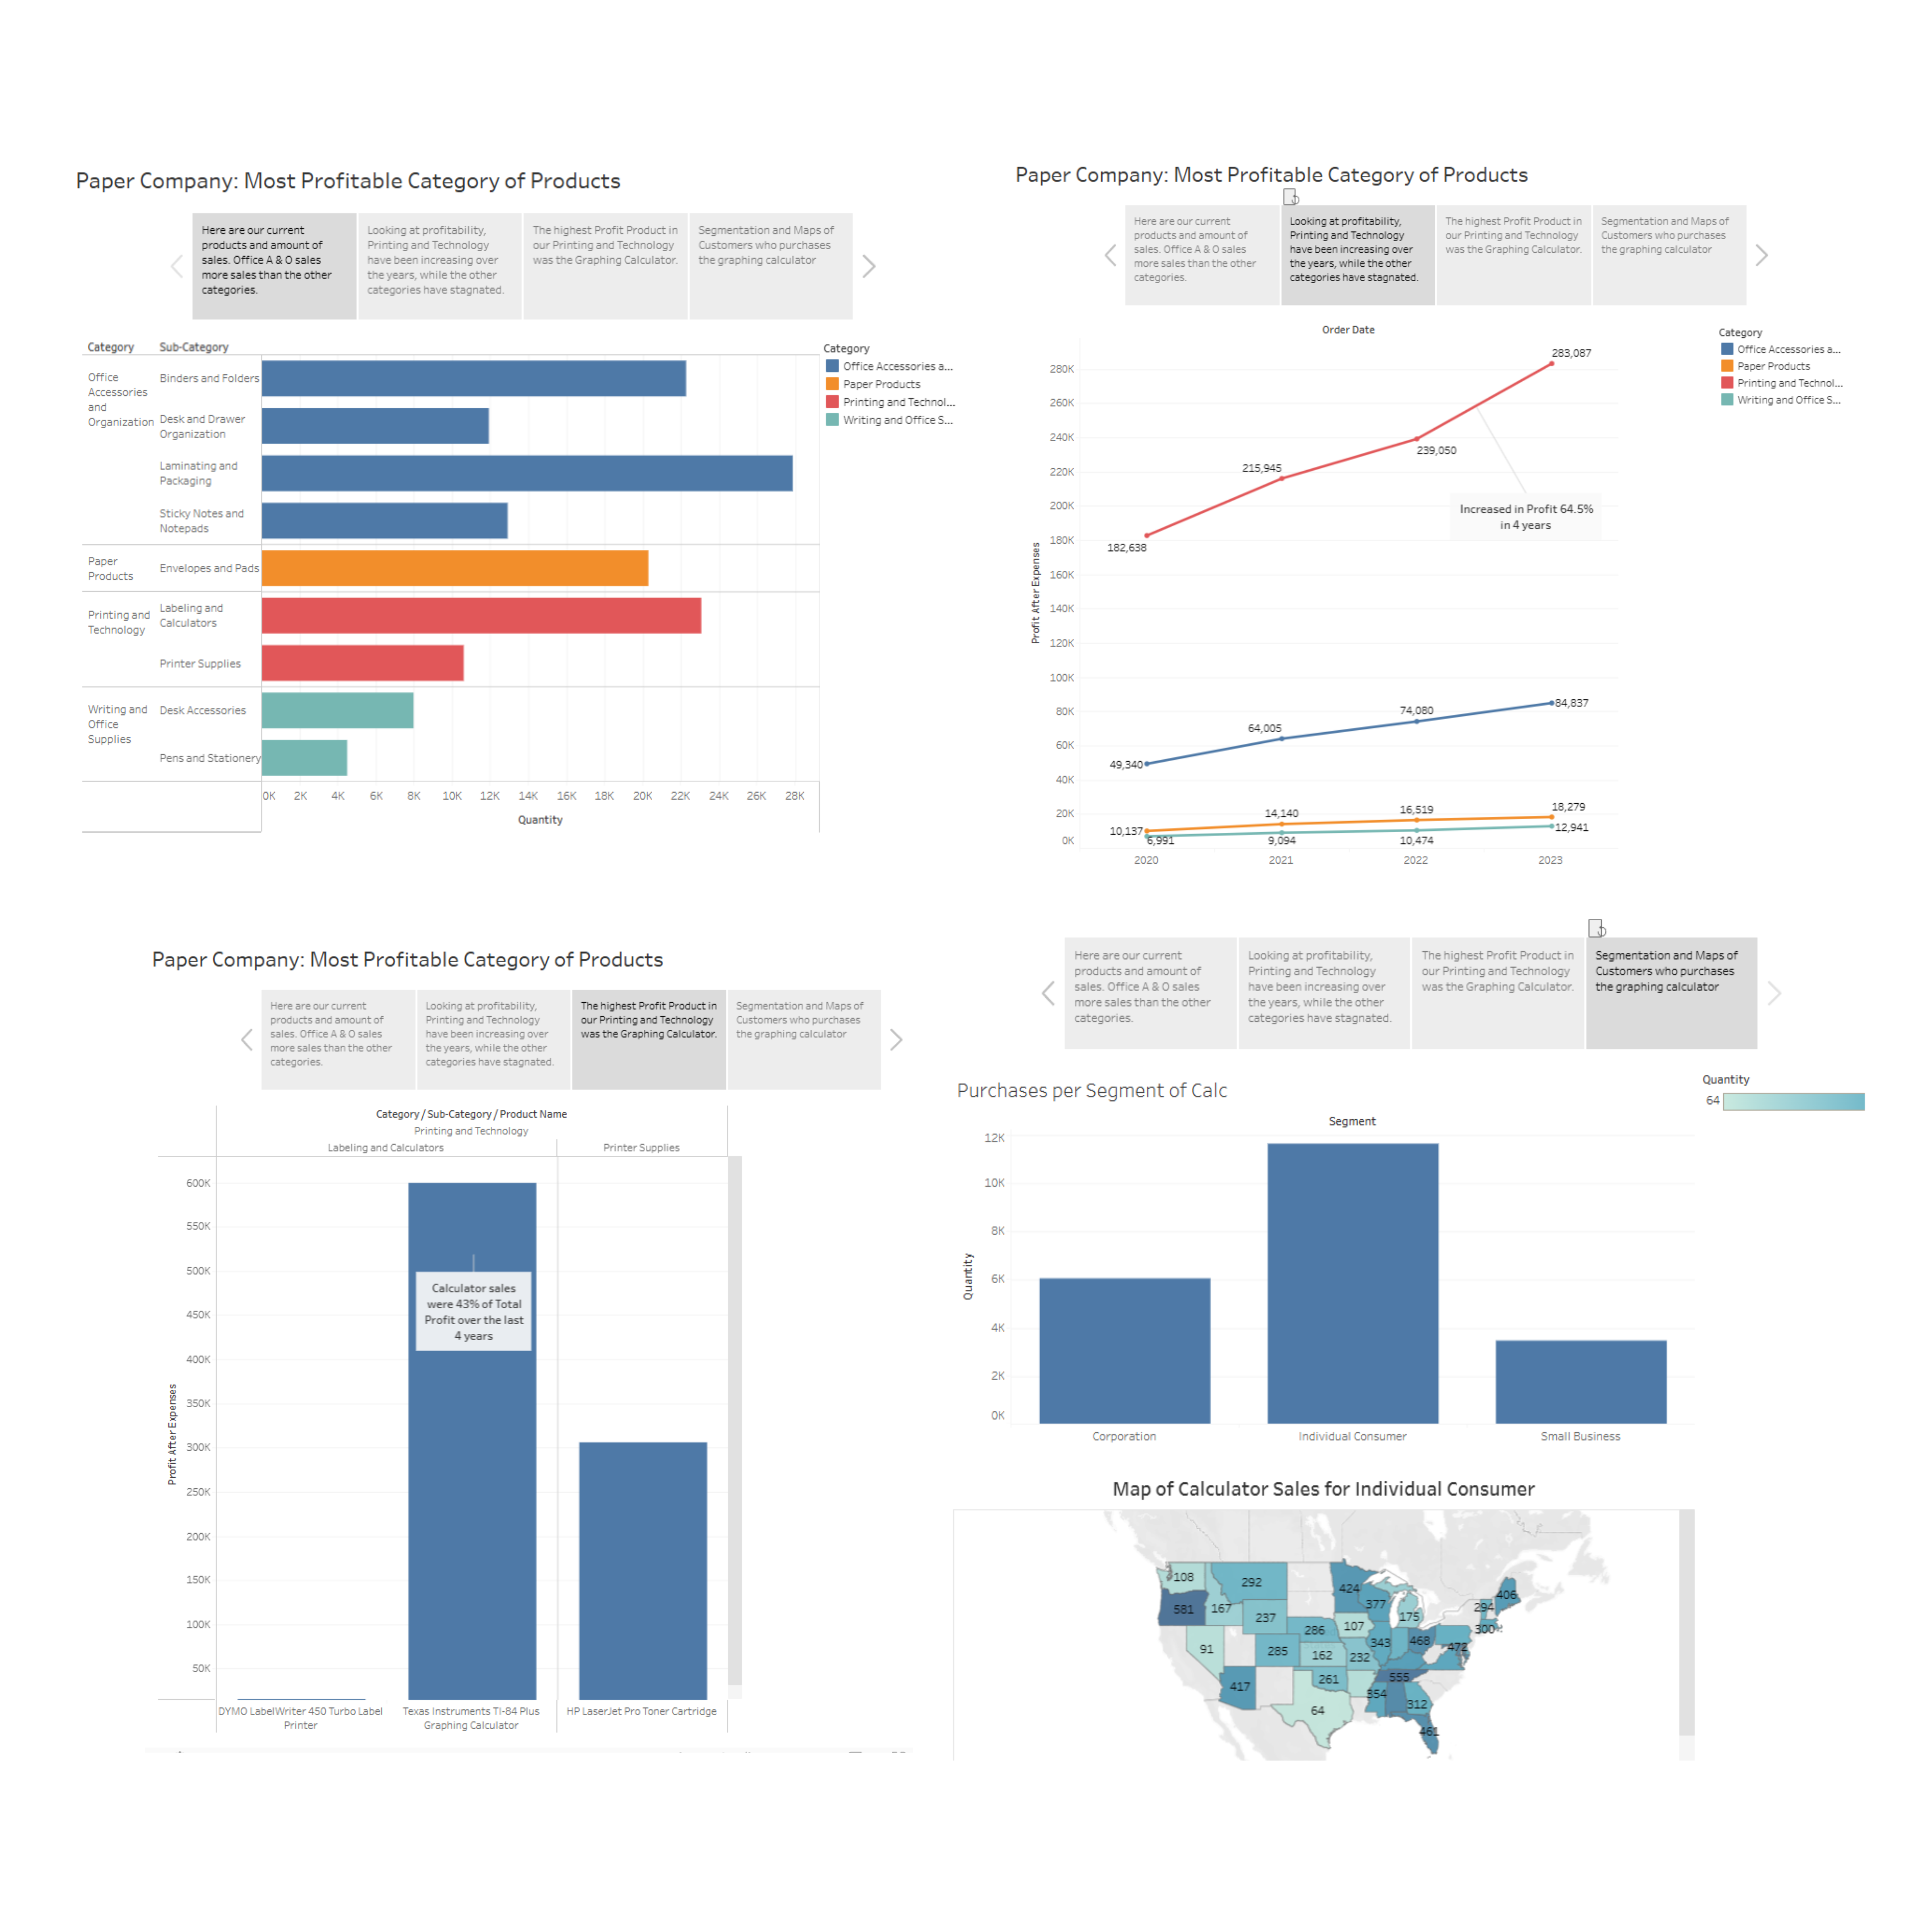 Paper Company: Most Profitable Category of Products
Here are our current
products and amount of
sales. Office A & O sales
more sales than the other
categories.
Looking at profitability,
Printing and Technology
have been increasing over
the years, while the other
categories have stagnated.
The highest Profit Product in
our Printing and Technology
was the Graphing Calculator.
Segmentation and Maps of
Customers who purchases
the graphing calculator
Category
Sub-Category
Office
Accessories
and
Organization
Binders and Folders
Desk and Drawer
Organization
Laminating and
Packaging
Sticky Notes and
Notepads
Paper
Products
Envelopes and Pads
Printing and
Technology
Labeling and
Calculators
Printer Supplies
Writing and
Office
Supplies
Desk Accessories
Pens and Stationery
0K 2K 4K 6K 8K 10K 12K 14K 16K 18K 20K 22K 24K 26K 28K
Quantity
Category
Office Accessories a...
Paper Products
Printing and Technol...
Writing and Office S...
Paper Company: Most Profitable Category of Products
Here are our current
products and amount of
sales. Office A & O sales
more sales than the other
categories.
Looking at profitability,
Printing and Technology
have been increasing over
the years, while the other
categories have stagnated.
The highest Profit Product in
our Printing and Technology
was the Graphing Calculator.
Segmentation and Maps of
Customers who purchases
the graphing calculator
Order Date
Category
Office Accessories a...
Paper Products
Printing and Technol...
Writing and Office S...
Profit After Expenses
280K
260K
240K
220K
200K
180K
160K
140K
120K
100K
80K
60K
40K
20K
0K
283,087
239,050
215,945
182,638
Increased in Profit 64.5%
in 4 years
49,340
64,005
74,080
84,837
10,137
14,140
16,519
18,279
6,991
9,094
10,474
12,941
2020 2021 2022 2023
Paper Company: Most Profitable Category of Products
Here are our current
products and amount of
sales. Office A & O sales
more sales than the other
categories.
Looking at profitability,
Printing and Technology
have been increasing over
the years, while the other
categories have stagnated.
The highest Profit Product in
our Printing and Technology
was the Graphing Calculator.
Segmentation and Maps of
Customers who purchases
the graphing calculator
Category / Sub-Category / Product Name
Printing and Technology
Labeling and Calculators
Printer Supplies
Profit After Expenses
600K
550K
500K
450K
400K
350K
300K
250K
200K
150K
100K
50K
Calculator sales
were 43% of Total
Profit over the last
4 years
DYMO LabelWriter 450 Turbo Label
Printer
Texas Instruments TI-84 Plus
Graphing Calculator
HP LaserJet Pro Toner Cartridge
Here are our current
products and amount of
sales. Office A & O sales
more sales than the other
categories.
Looking at profitability,
Printing and Technology
have been increasing over
the years, while the other
categories have stagnated.
The highest Profit Product in
our Printing and Technology
was the Graphing Calculator.
Segmentation and Maps of
Customers who purchases
the graphing calculator
Purchases per Segment of Calc
Quantity
64
Segment
Quantity
12K
10K
8K
6K
4K
2K
0K
Corporation
Individual Consumer
Small Business
Map of Calculator Sales for Individual Consumer
108
292
424
406
581
167
237
377
175
294
300
286
107
91
285
162
232
343
468
472
417
261
555
354
312
64
461